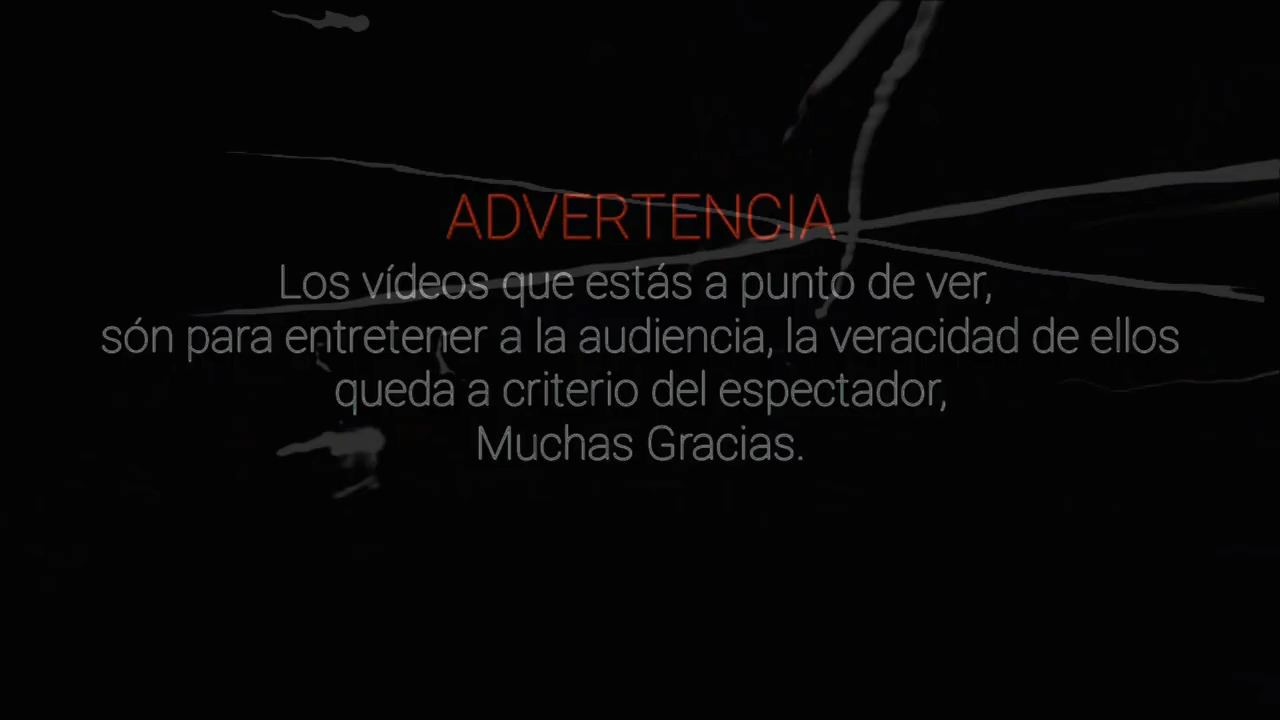 ADVERTENCIA
Los vídeos que estás a punto de ver,
són para entretener a la audiencia, la veracidad de ellos
queda a criterio del espectador,
Muchas Gracias.